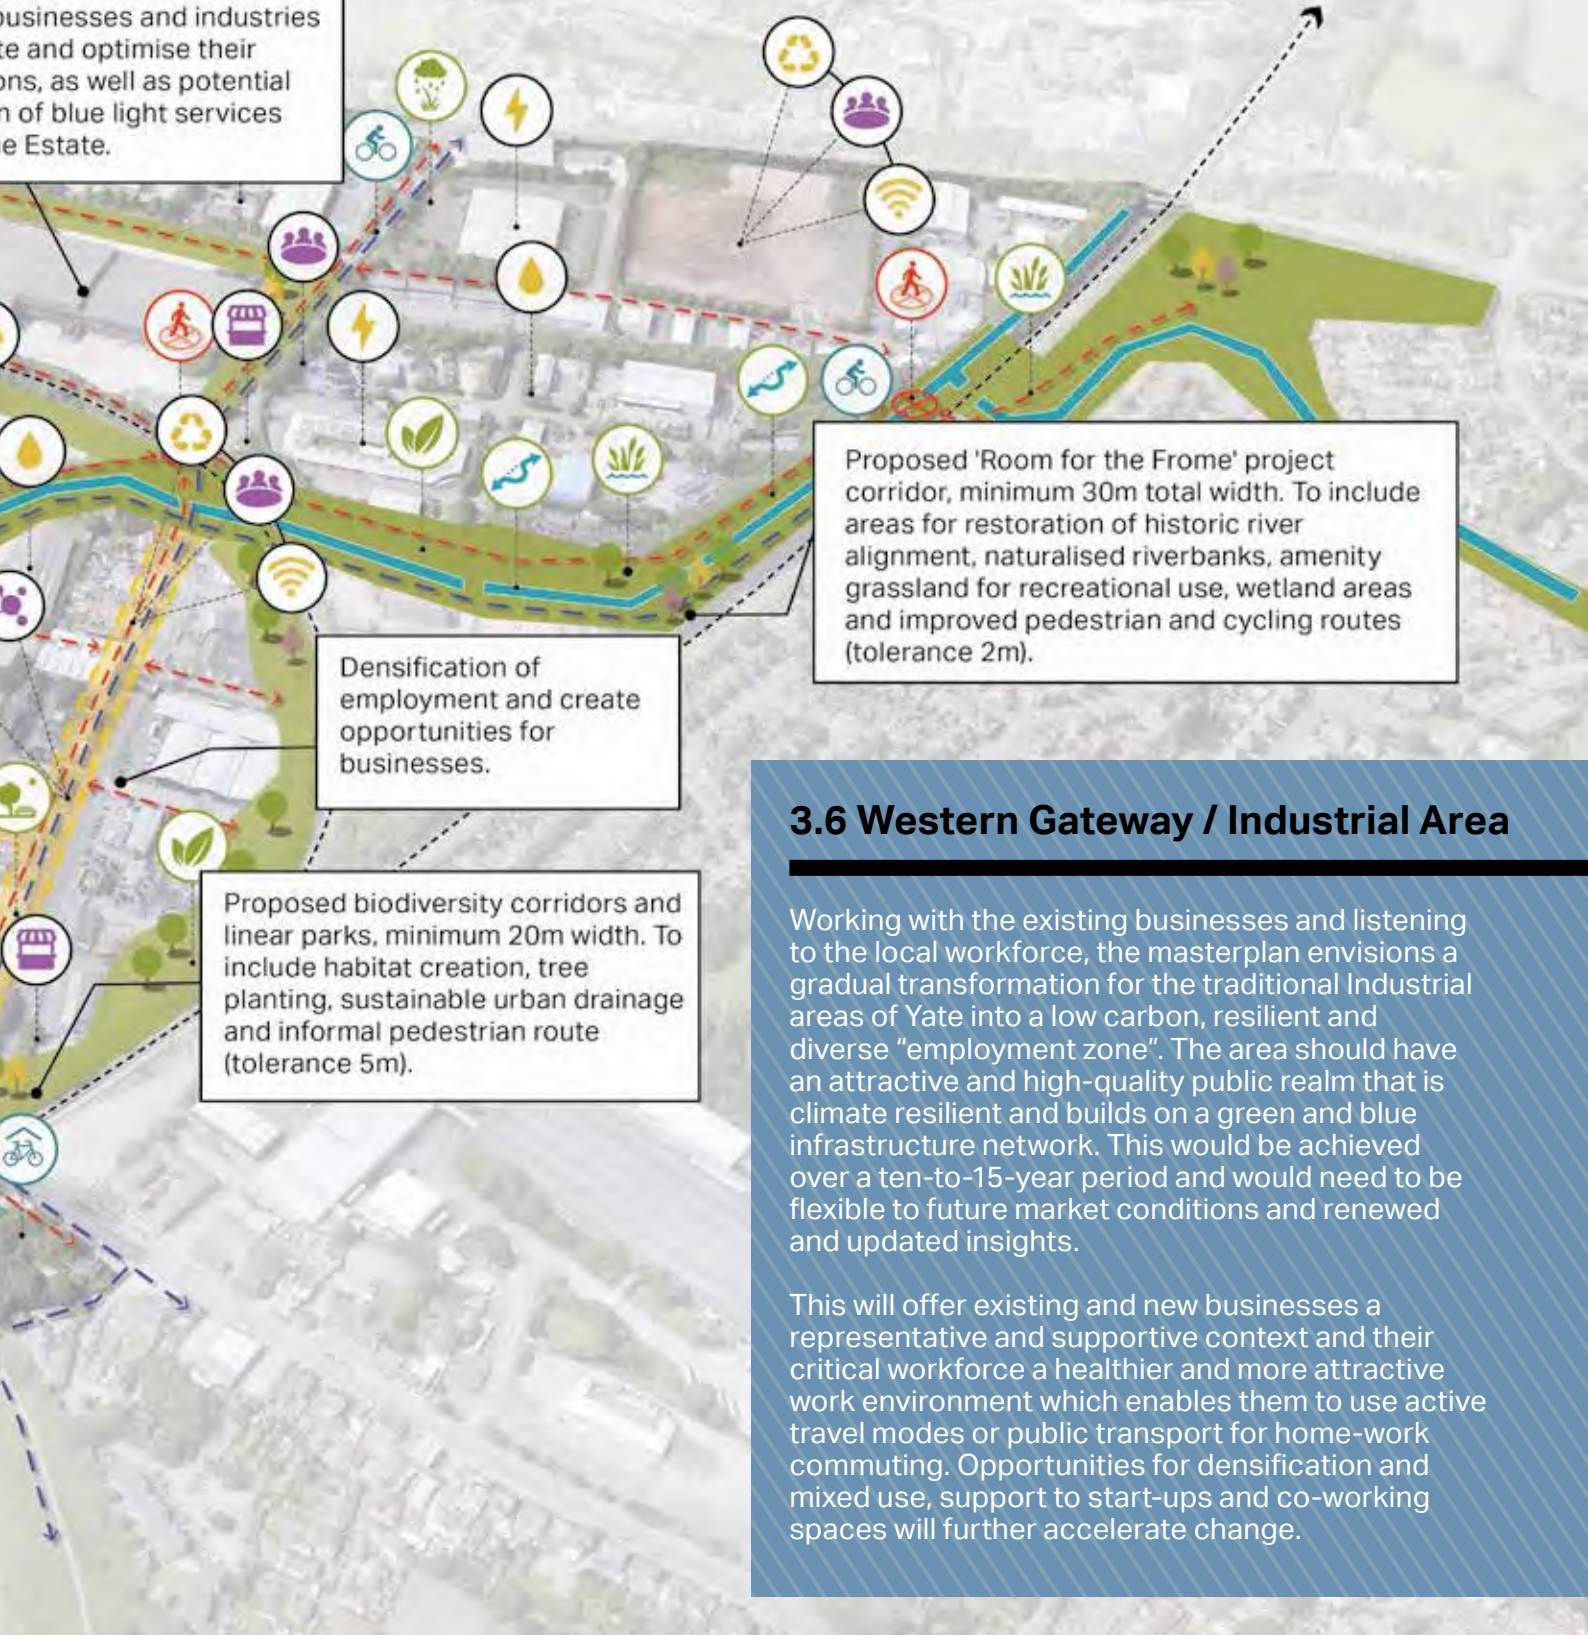 businesses and industries
and optimise their
as well as potential
of blue light services
Estate.
Proposed 'Room for the Frome' project
corridor, minimum 30m total width. To include
areas for restoration of historic river
alignment, naturalised riverbanks, amenity
grassland for recreational use, wetland areas
and improved pedestrian and cycling routes
(tolerance 2m).
Densification of
employment and create
opportunities for
businesses.
Proposed biodiversity corridors and
linear parks, minimum 20m width. To
include habitat creation, tree
planting, sustainable urban drainage
and informal pedestrian route
(tolerance 5m).
3.6 Western Gateway / Industrial Area
Working with the existing businesses and listening
to the local workforce, the masterplan envisions a
gradual transformation for the traditional Industrial
areas of Yate into a low carbon, resilient and
diverse “employment zone”. The area should have
an attractive and high-quality public realm that is
climate resilient and builds on a green and blue
infrastructure network. This would be achieved
over a ten-to-15-year period and would need to be
flexible to future market conditions and renewed
and updated insights.
This will offer existing and new businesses a
representative and supportive context and their
critical workforce a healthier and more attractive
work environment which enables them to use active
travel modes or public transport for home-work
commuting. Opportunities for densification and
mixed use, support to start-ups and co-working
spaces will further accelerate change.